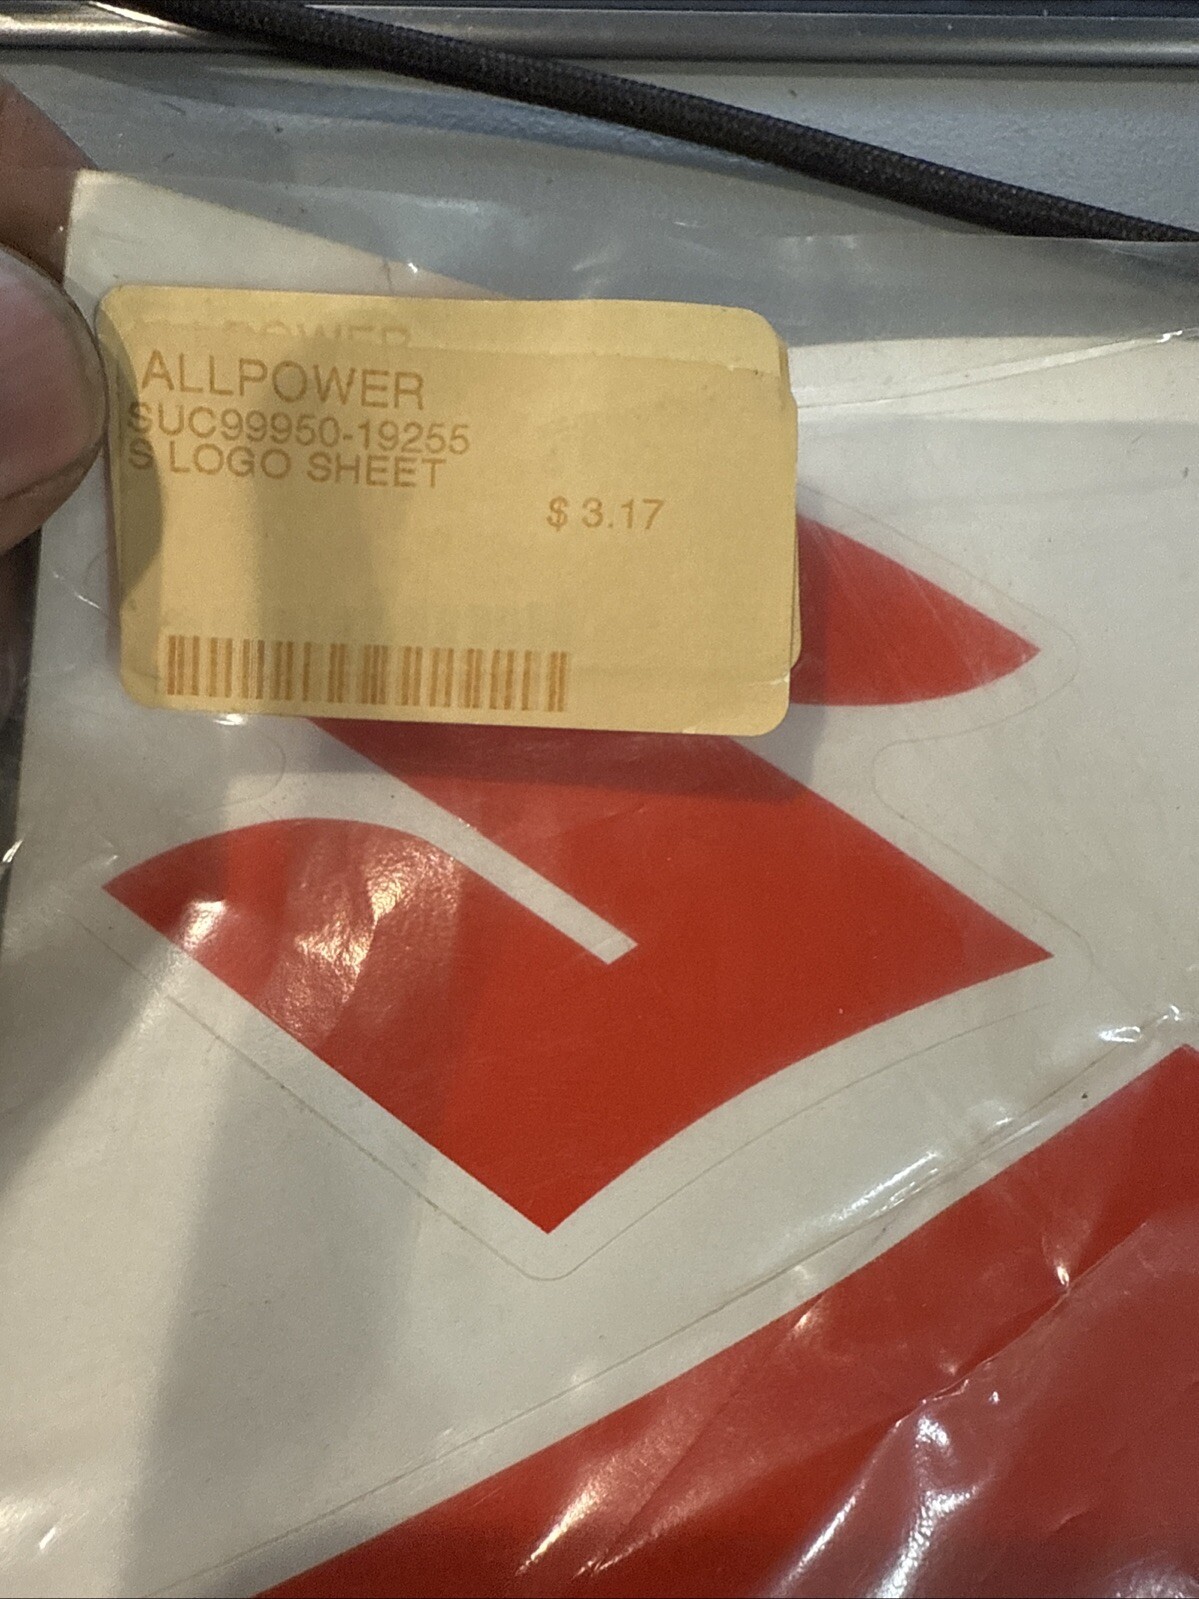 ALLPOWER
SUC99950-19255
S LOGO SHEET
$ 3.17